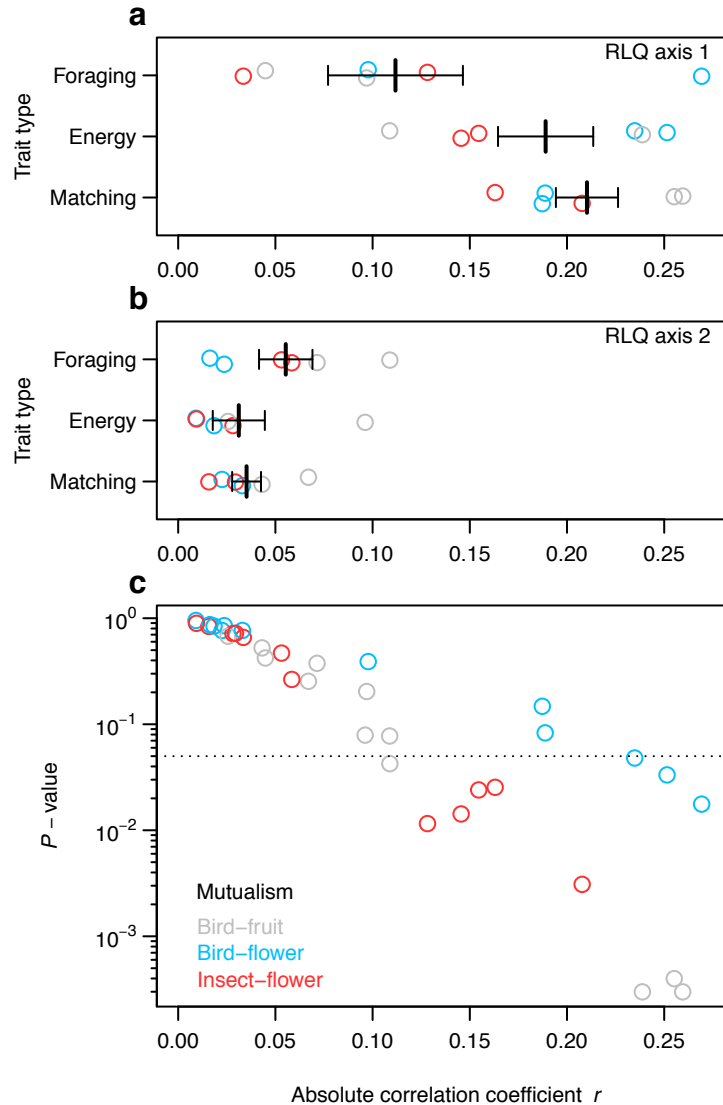 a
RLQ axis 1
Trait type
Foraging
Energy
Matching
0.00 0.05 0.10 0.15 0.20 0.25
b
RLQ axis 2
Trait type
Foraging
Energy
Matching
0.00 0.05 0.10 0.15 0.20 0.25
c
P − value
10⁰
10⁻¹
10⁻²
10⁻³
Mutualism
Bird−fruit
Bird−flower
Insect−flower
0.00 0.05 0.10 0.15 0.20 0.25
Absolute correlation coefficient r